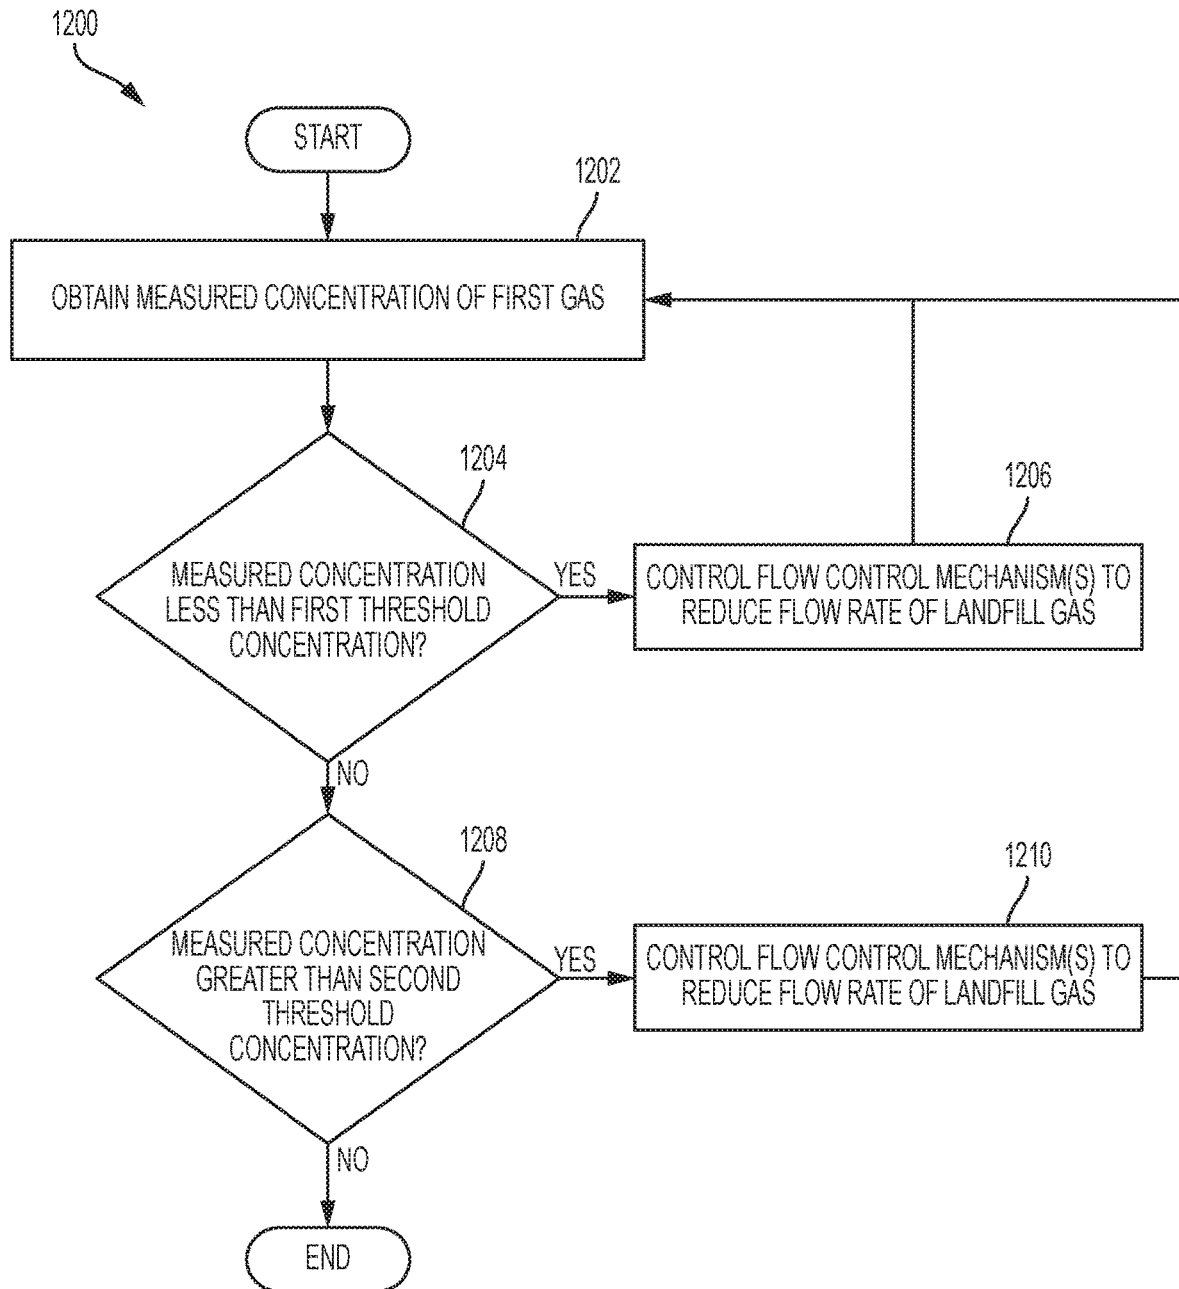 1200
START
1202
OBTAIN MEASURED CONCENTRATION OF FIRST GAS
1204
MEASURED CONCENTRATION
LESS THAN FIRST THRESHOLD
CONCENTRATION?
YES
1206
CONTROL FLOW CONTROL MECHANISM(S) TO
REDUCE FLOW RATE OF LANDFILL GAS
NO
1208
MEASURED CONCENTRATION
GREATER THAN SECOND
THRESHOLD
CONCENTRATION?
YES
1210
CONTROL FLOW CONTROL MECHANISM(S) TO
REDUCE FLOW RATE OF LANDFILL GAS
NO
END